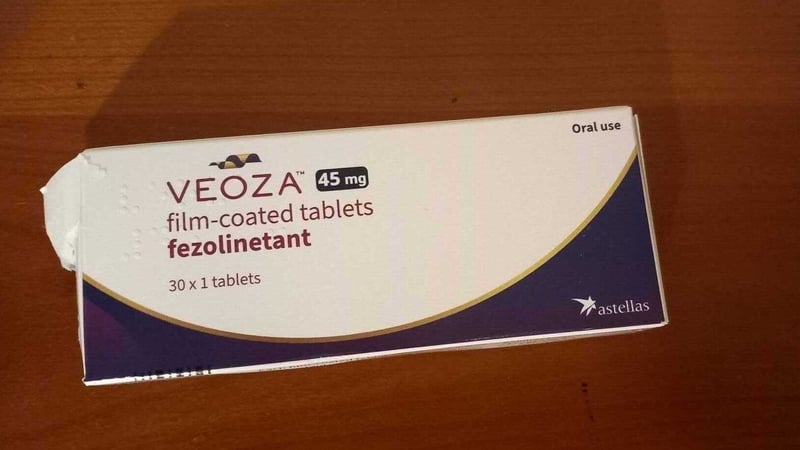 Oral use
VEOZA™ 45 mg
film-coated tablets
fezolinetant
30 x 1 tablets
astellas